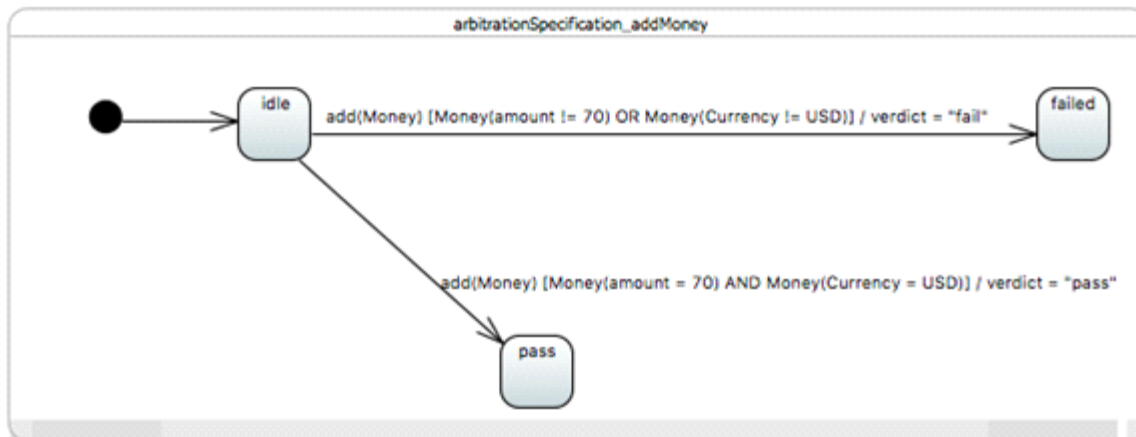 arbitrationSpecification_addMoney
idle
add(Money) [Money(amount != 70) OR Money(Currency != USD)] / verdict = "fail"
failed
add(Money) [Money(amount = 70) AND Money(Currency = USD)] / verdict = "pass"
pass